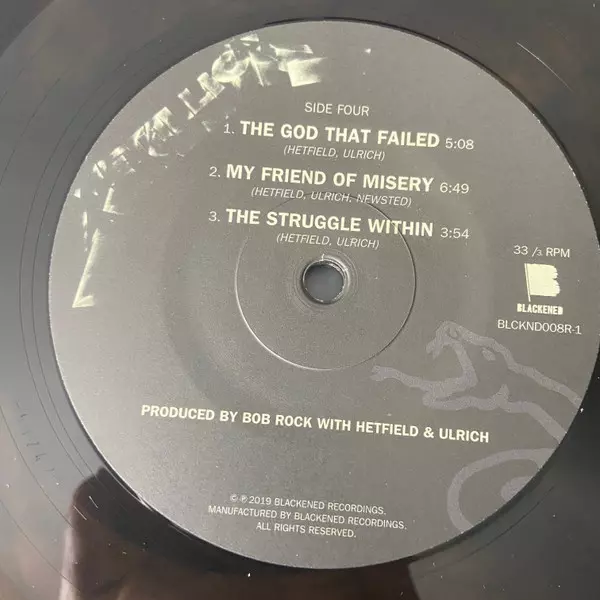 SIDE FOUR
1. THE GOD THAT FAILED 5:08
(HETFIELD, ULRICH)
2. MY FRIEND OF MISERY 6:49
(HETFIELD, ULRICH, NEWSTED)
3. THE STRUGGLE WITHIN 3:54
(HETFIELD, ULRICH)
33 /3 RPM
BLACKENED
BLCKND008R-1
PRODUCED BY BOB ROCK WITH HETFIELD & ULRICH
©℗ 2019 BLACKENED RECORDINGS.
MANUFACTURED BY BLACKENED RECORDINGS.
ALL RIGHTS RESERVED.